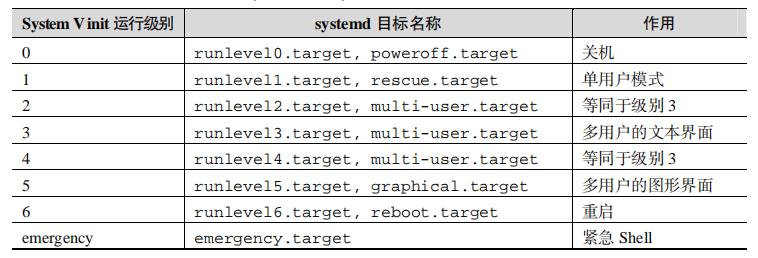 System V init 运行级别 systemd 目标名称 作用
0 runlevel0.target, poweroff.target 关机
1 runlevel1.target, rescue.target 单用户模式
2 runlevel2.target, multi-user.target 等同于级别 3
3 runlevel3.target, multi-user.target 多用户的文本界面
4 runlevel4.target, multi-user.target 等同于级别 3
5 runlevel5.target, graphical.target 多用户的图形界面
6 runlevel6.target, reboot.target 重启
emergency emergency.target 紧急 Shell